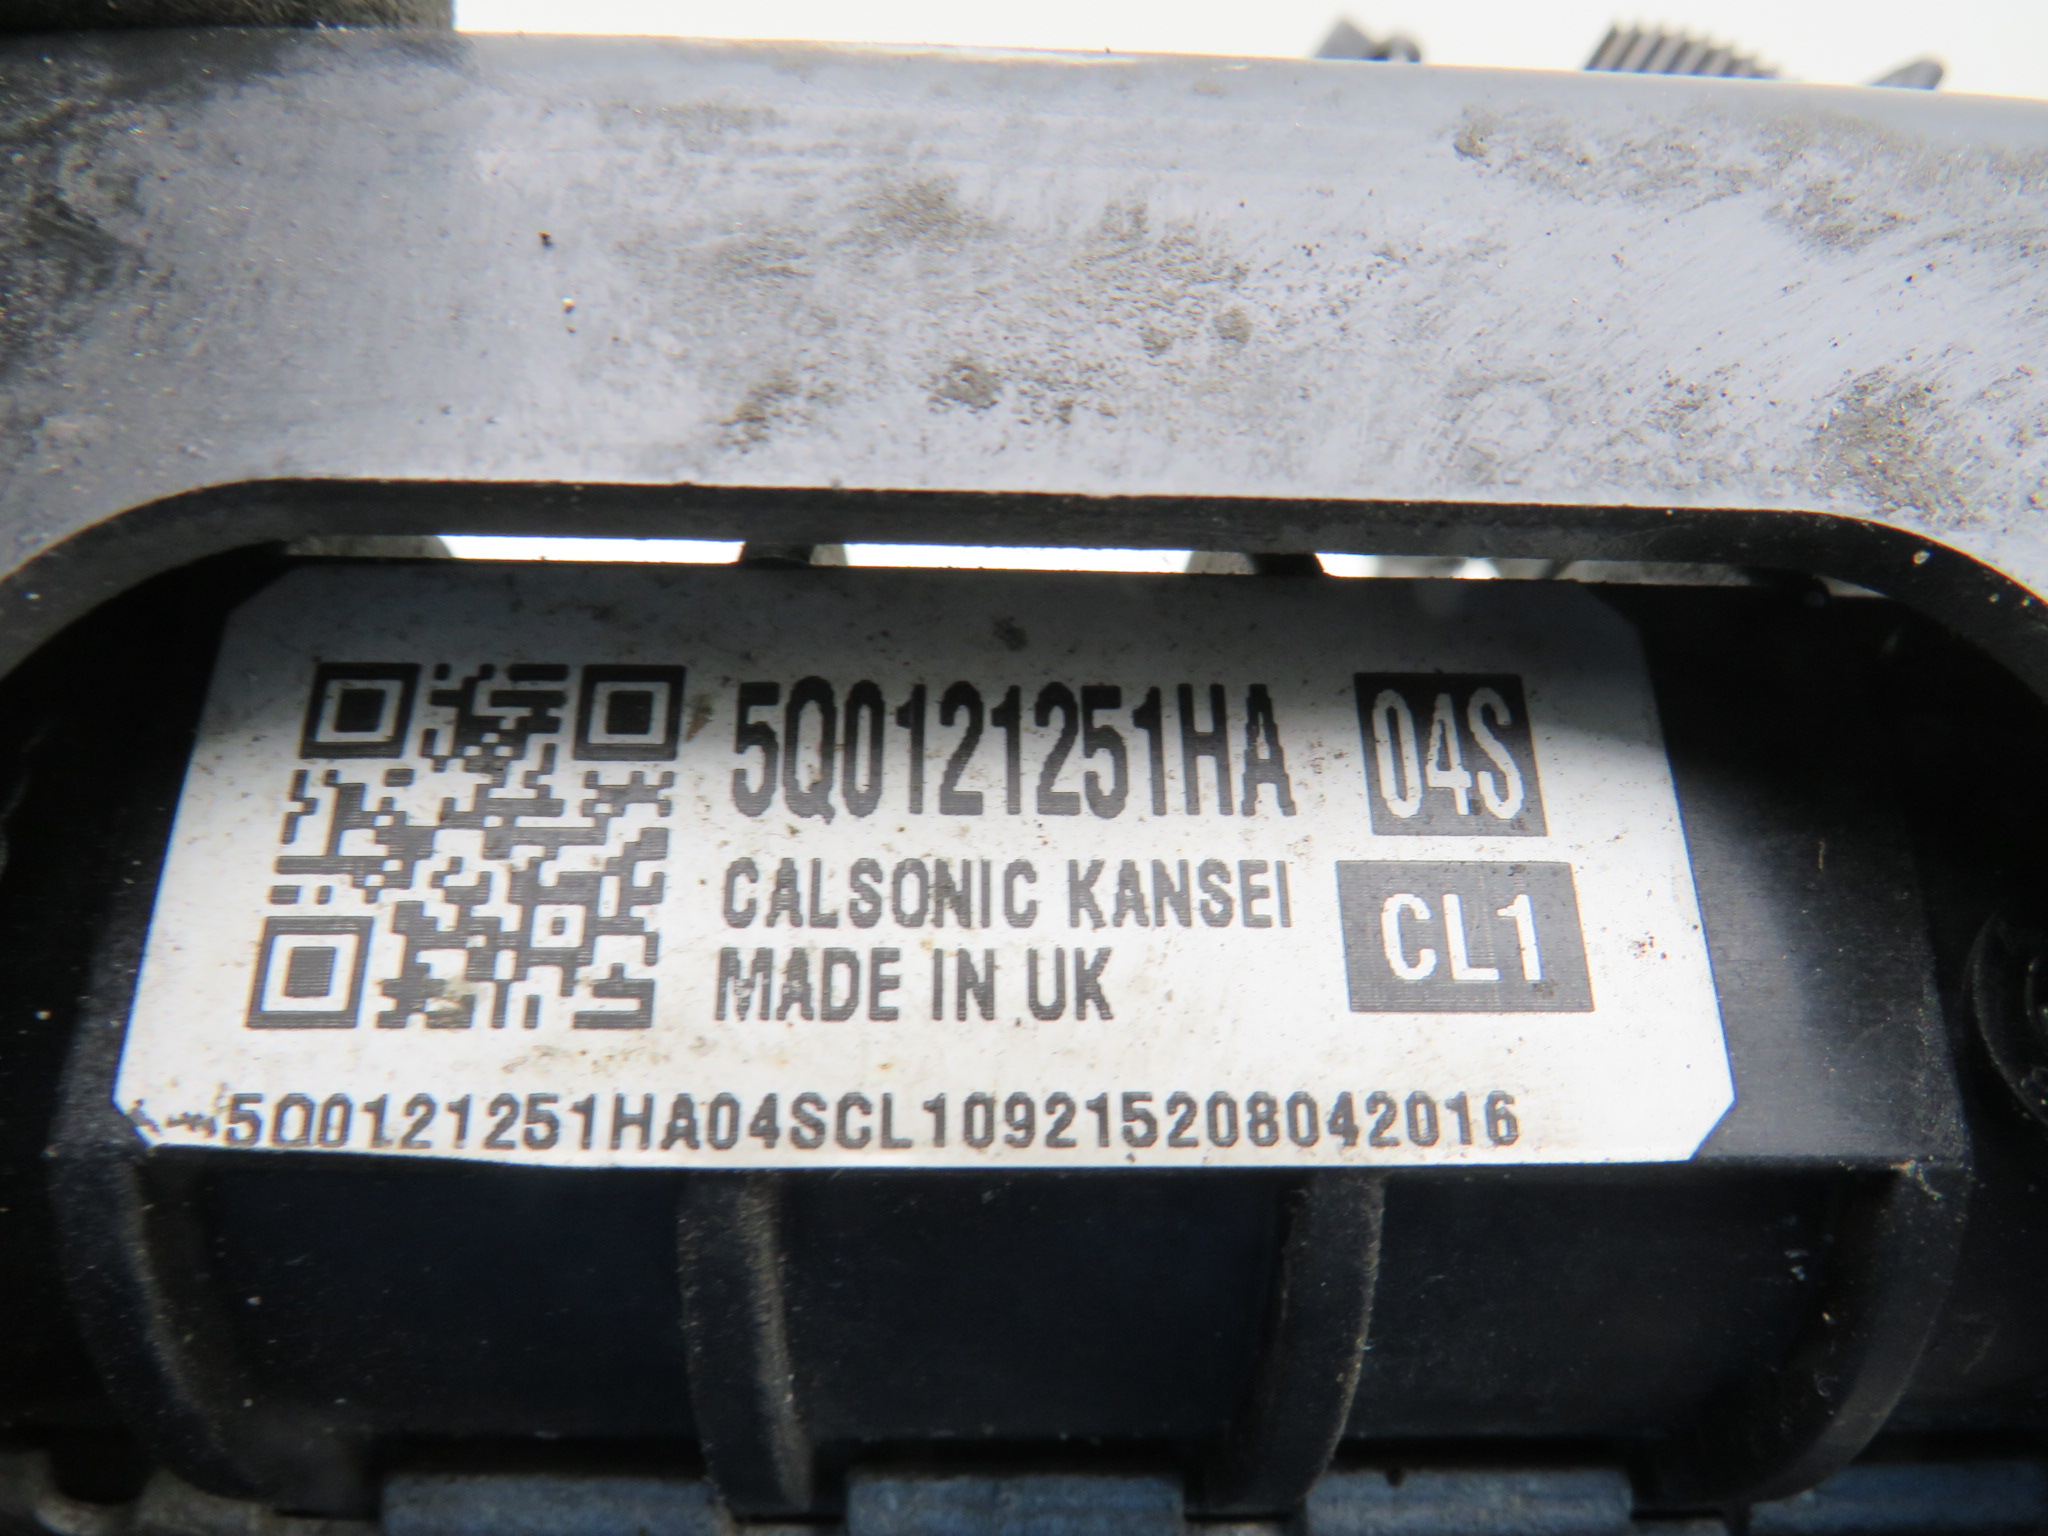 5Q0121251HA 04S
CALSONIC KANSEI CL1
MADE IN UK
5Q0121251HA04SCL109215208042016